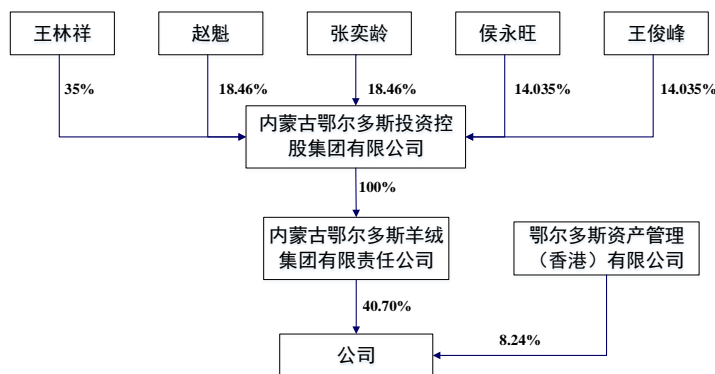 王林祥
赵魁
张奕龄
侯永旺
王俊峰
35%
18.46%
18.46%
14.035%
14.035%
内蒙古鄂尔多斯投资控
股集团有限公司
100%
内蒙古鄂尔多斯羊绒
集团有限责任公司
鄂尔多斯资产管理
（香港）有限公司
40.70%
8.24%
公司